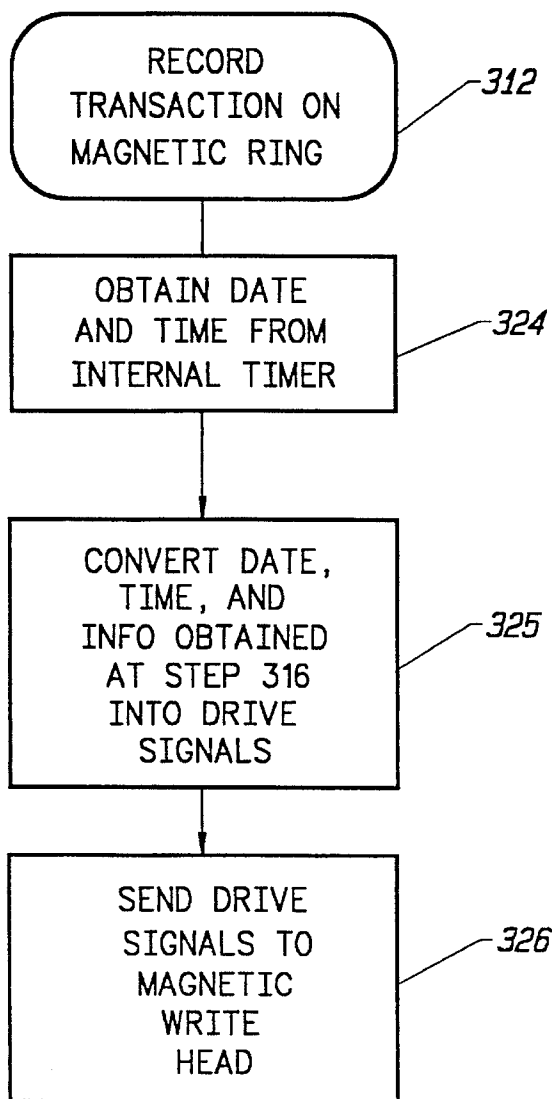 RECORD
TRANSACTION ON
MAGNETIC RING
312
OBTAIN DATE
AND TIME FROM
INTERNAL TIMER
324
CONVERT DATE,
TIME, AND
INFO OBTAINED
AT STEP 316
INTO DRIVE
SIGNALS
325
SEND DRIVE
SIGNALS TO
MAGNETIC
WRITE
HEAD
326